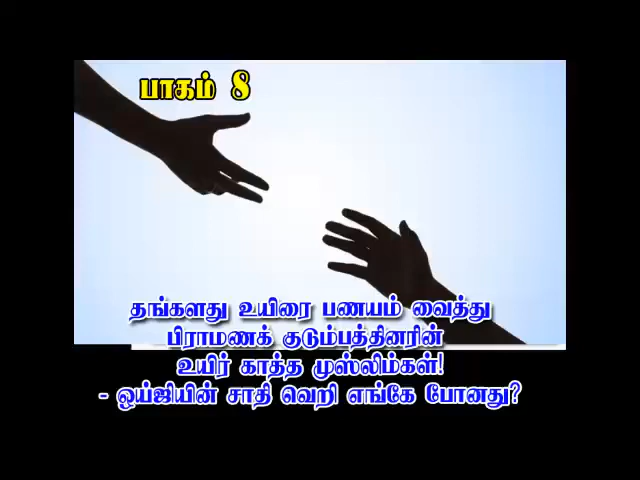 பாகம் 8
தங்களது உயிரை பணயம் வைத்து
பிராமணக் குடும்பத்தினரின்
உயிர் காத்த முஸ்லிம்கள்!
- ஒய்ஜியின் சாதி வெறி எங்கே போனது?